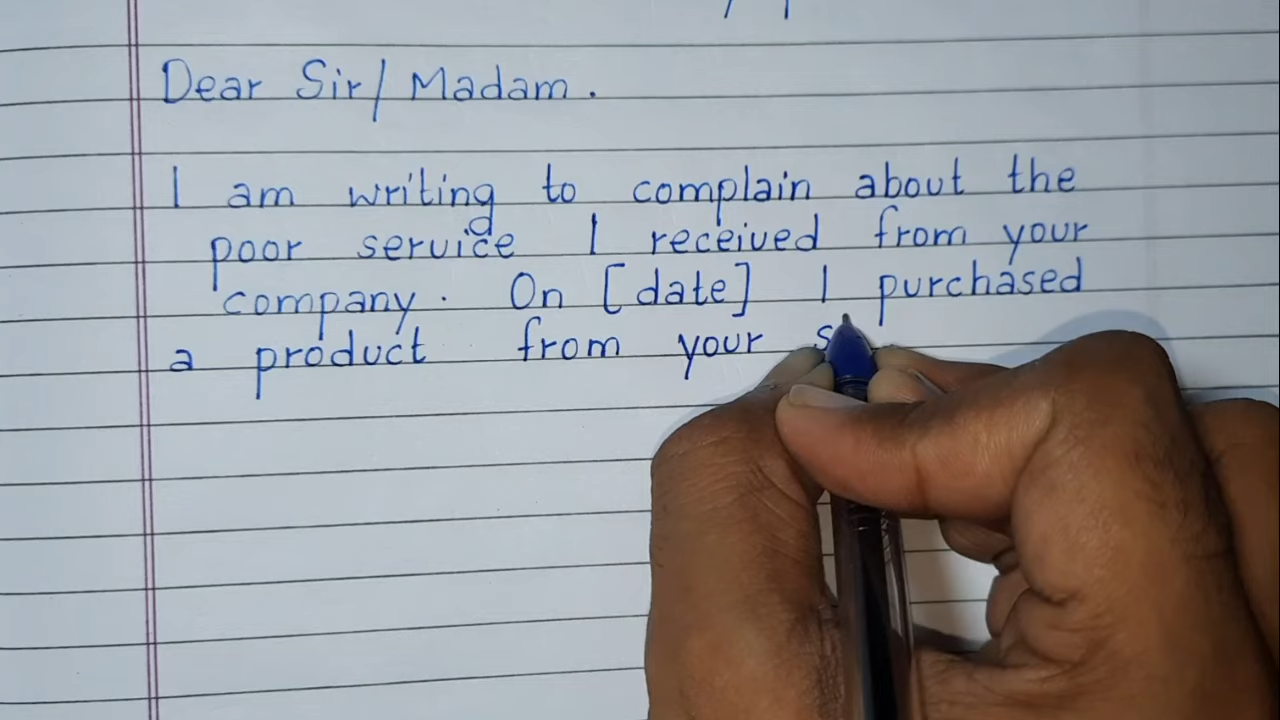 Dear Sir/ Madam.
I am writing to complain about the
poor service I received from your
company. On [date] I purchased
a product from your s